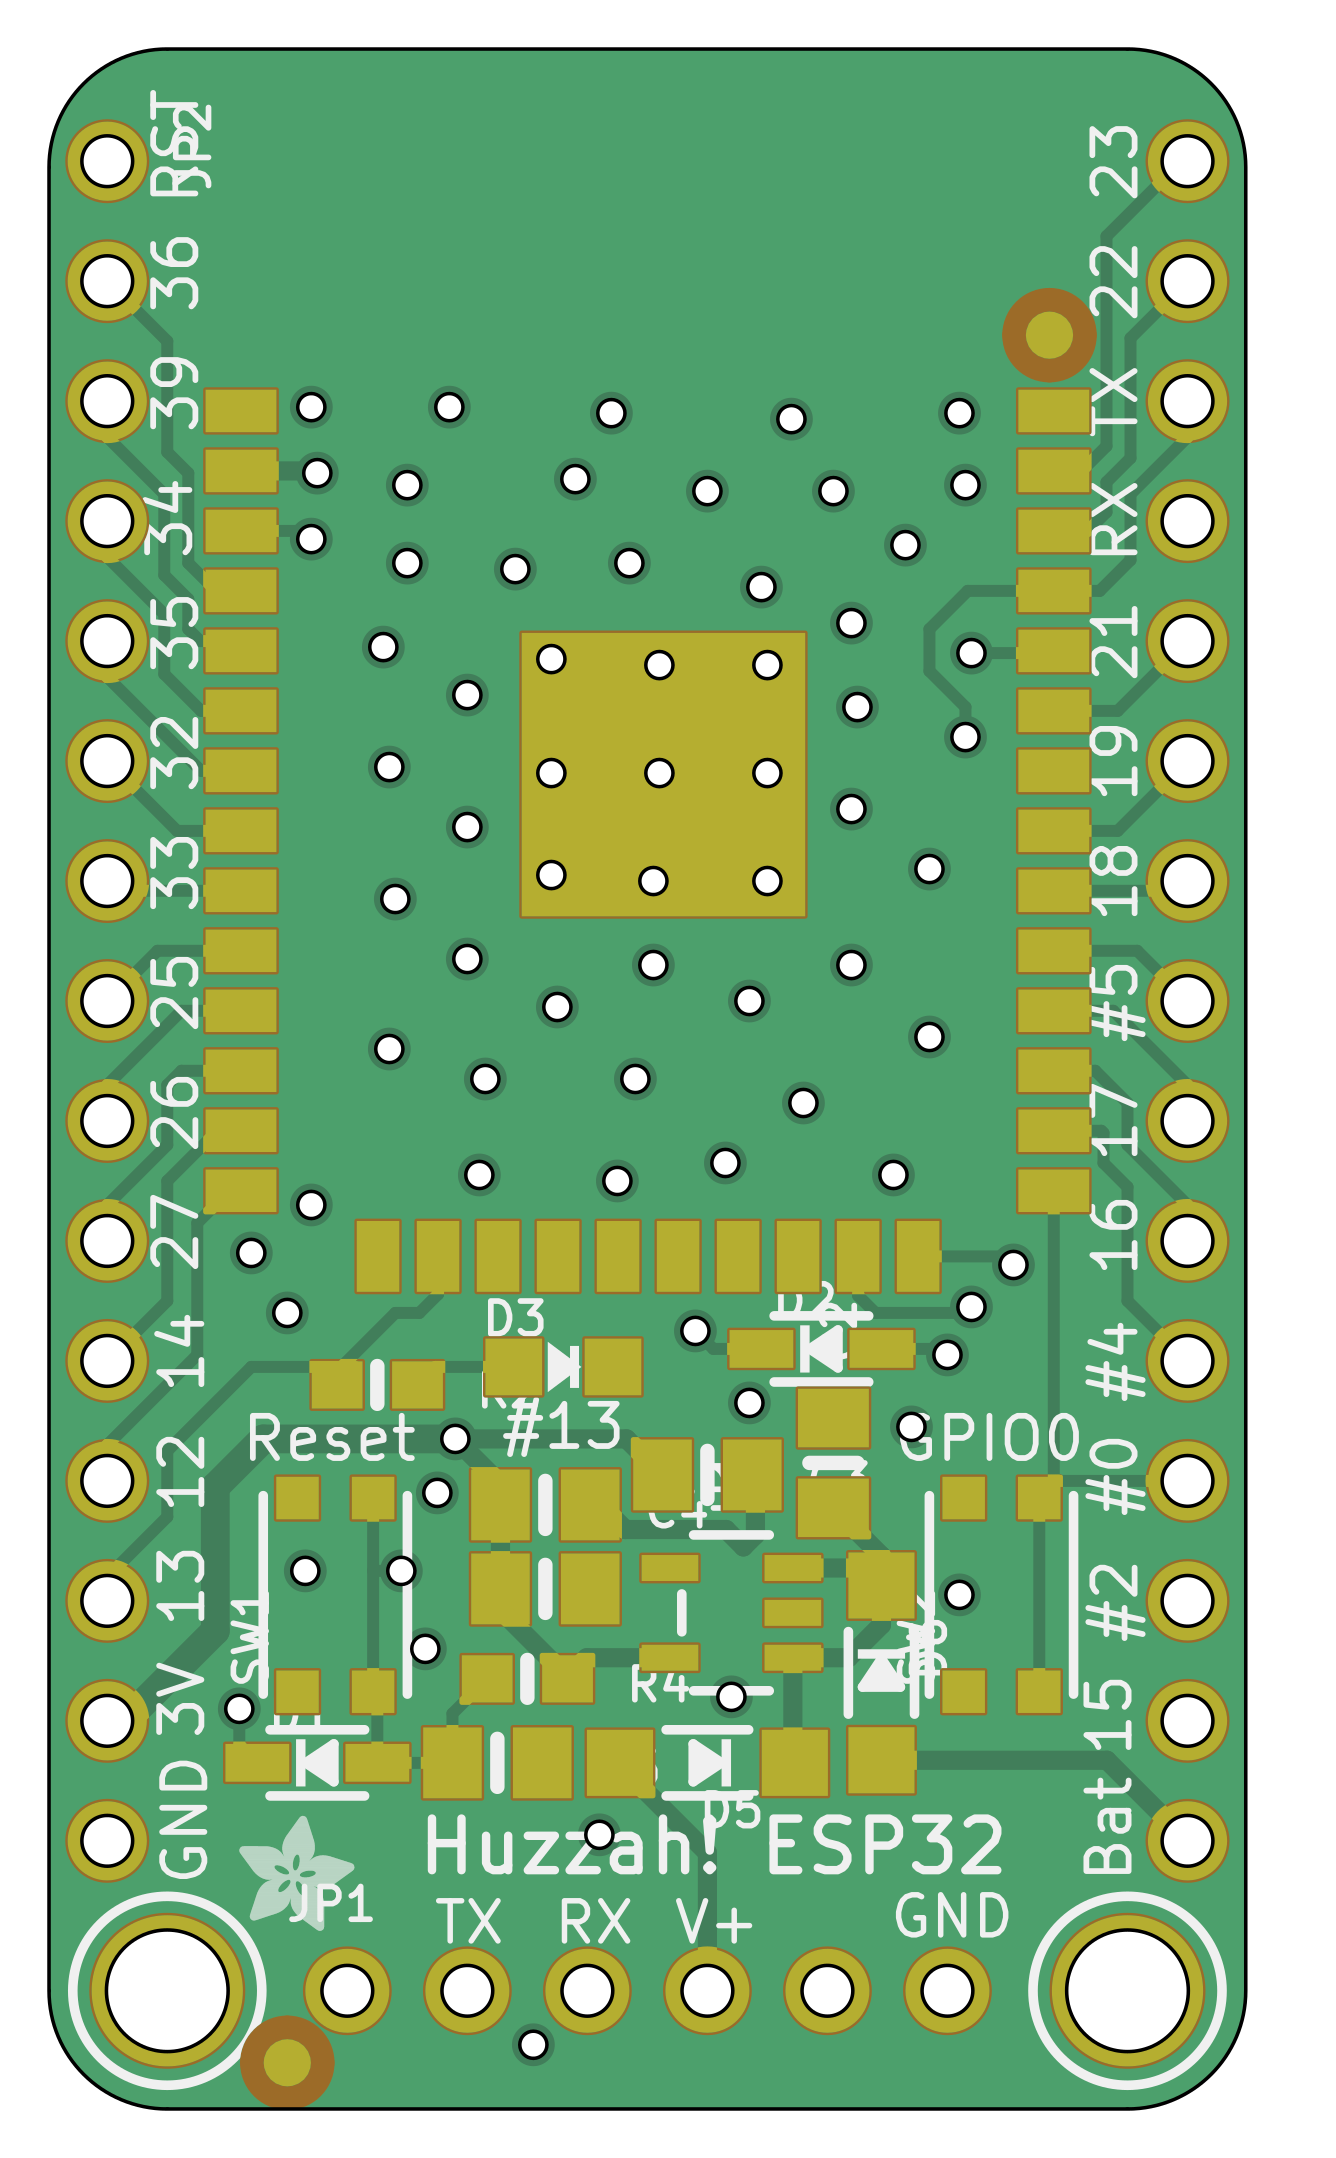 RST
JP2
36
39
34
35
32
33
25
26
27
14
12
13
3V
GND
23
22
TX
RX
21
19
18
#5
17
16
#4
#0
#2
15
Bat
D3
D2
#13
Reset
GPIO0
C4
SW1
R4
D5
Huzzah! ESP32
JP1
TX RX V+ GND